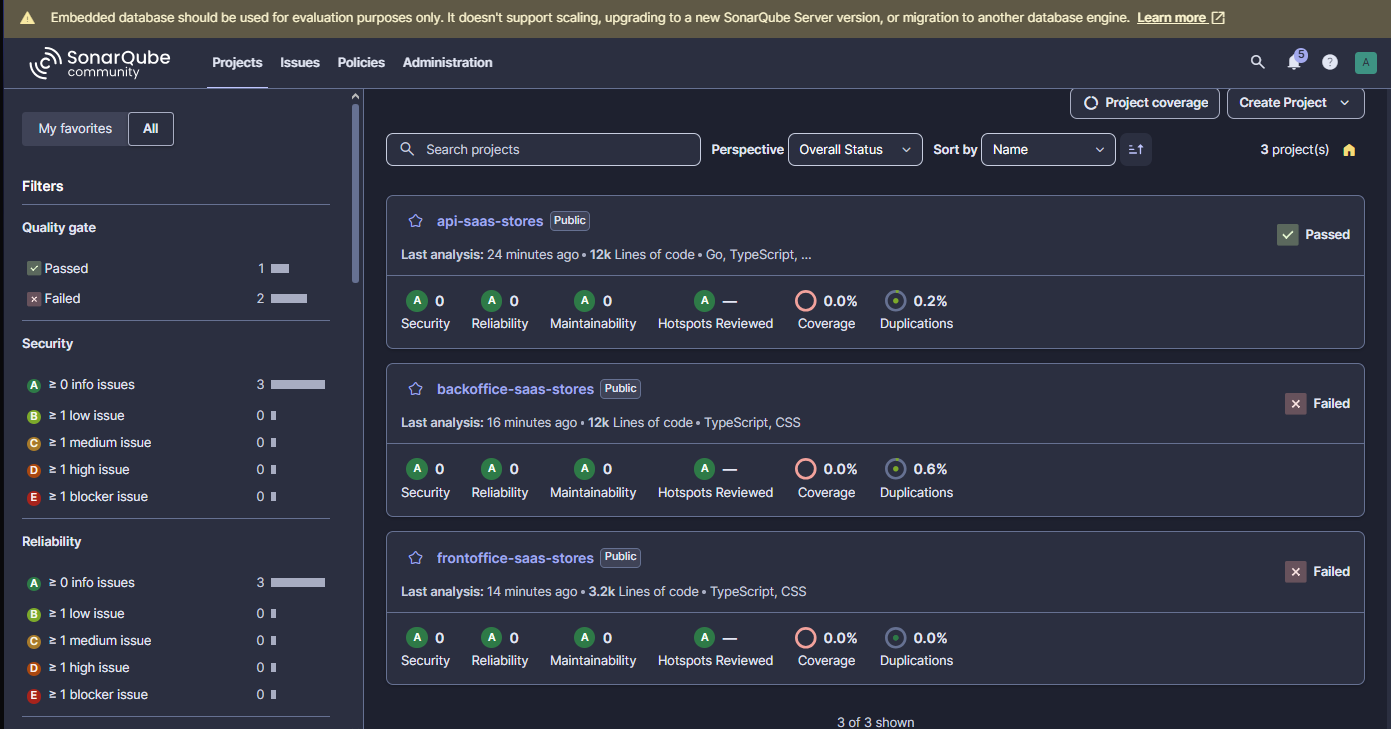 Embedded database should be used for evaluation purposes only. It doesn't support scaling, upgrading to a new SonarQube Server version, or migration to another database engine. Learn more
SonarQube
community
Projects Issues Policies Administration
5
?
A
My favorites All
Filters
Quality gate
Passed 1
Failed 2
Security
A ≥ 0 info issues 3
B ≥ 1 low issue 0
C ≥ 1 medium issue 0
D ≥ 1 high issue 0
E ≥ 1 blocker issue 0
Reliability
A ≥ 0 info issues 3
B ≥ 1 low issue 0
C ≥ 1 medium issue 0
D ≥ 1 high issue 0
E ≥ 1 blocker issue 0
Project coverage Create Project
Search projects Perspective Overall Status Sort by Name 3 project(s)
api-saas-stores Public
Passed
Last analysis: 24 minutes ago • 12k Lines of code • Go, TypeScript, ...
A 0 A 0 A 0 A — 0.0% 0.2%
Security Reliability Maintainability Hotspots Reviewed Coverage Duplications
backoffice-saas-stores Public
Failed
Last analysis: 16 minutes ago • 12k Lines of code • TypeScript, CSS
A 0 A 0 A 0 A — 0.0% 0.6%
Security Reliability Maintainability Hotspots Reviewed Coverage Duplications
frontoffice-saas-stores Public
Failed
Last analysis: 14 minutes ago • 3.2k Lines of code • TypeScript, CSS
A 0 A 0 A 0 A — 0.0% 0.0%
Security Reliability Maintainability Hotspots Reviewed Coverage Duplications
3 of 3 shown